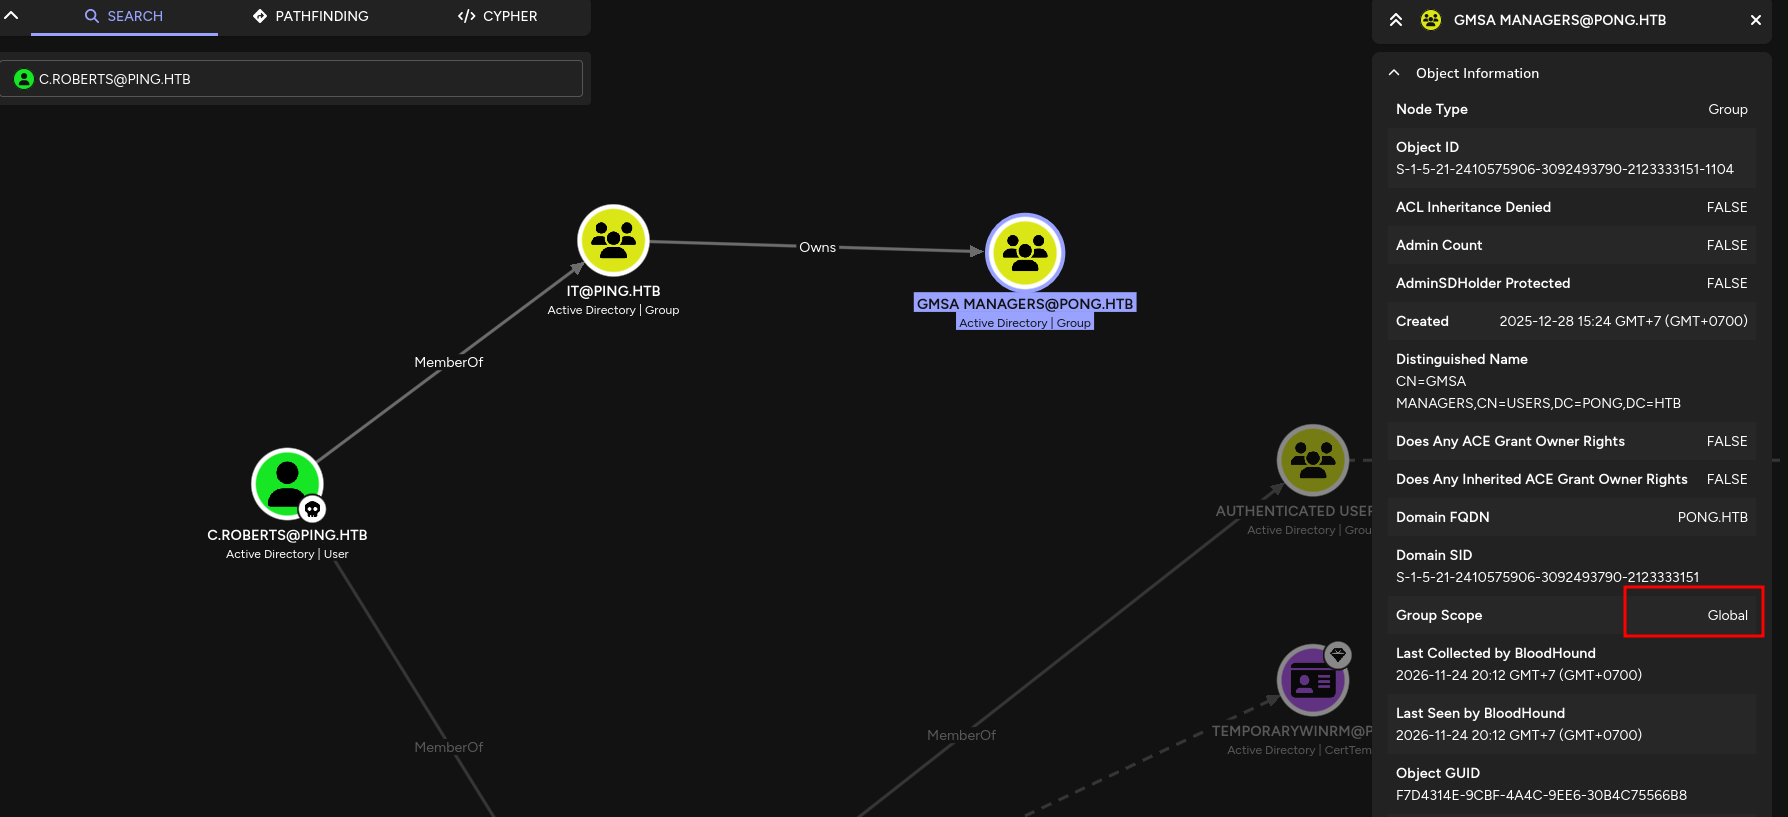 SEARCH
PATHFINDING
CYPHER
C.ROBERTS@PING.HTB
IT@PING.HTB
Active Directory | Group
Owns
GMSA MANAGERS@PONG.HTB
Active Directory | Group
MemberOf
C.ROBERTS@PING.HTB
Active Directory | User
MemberOf
AUTHENTICATED USER
Active Directory | Grou
MemberOf
TEMPORARYWINRM@P
Active Directory | CertTem
GMSA MANAGERS@PONG.HTB
Object Information
Node Type Group
Object ID
S-1-5-21-2410575906-3092493790-2123333151-1104
ACL Inheritance Denied FALSE
Admin Count FALSE
AdminSDHolder Protected FALSE
Created 2025-12-28 15:24 GMT+7 (GMT+0700)
Distinguished Name
CN=GMSA
MANAGERS,CN=USERS,DC=PONG,DC=HTB
Does Any ACE Grant Owner Rights FALSE
Does Any Inherited ACE Grant Owner Rights FALSE
Domain FQDN PONG.HTB
Domain SID
S-1-5-21-2410575906-3092493790-2123333151
Group Scope Global
Last Collected by BloodHound
2026-11-24 20:12 GMT+7 (GMT+0700)
Last Seen by BloodHound
2026-11-24 20:12 GMT+7 (GMT+0700)
Object GUID
F7D4314E-9CBF-4A4C-9EE6-30B4C75566B8